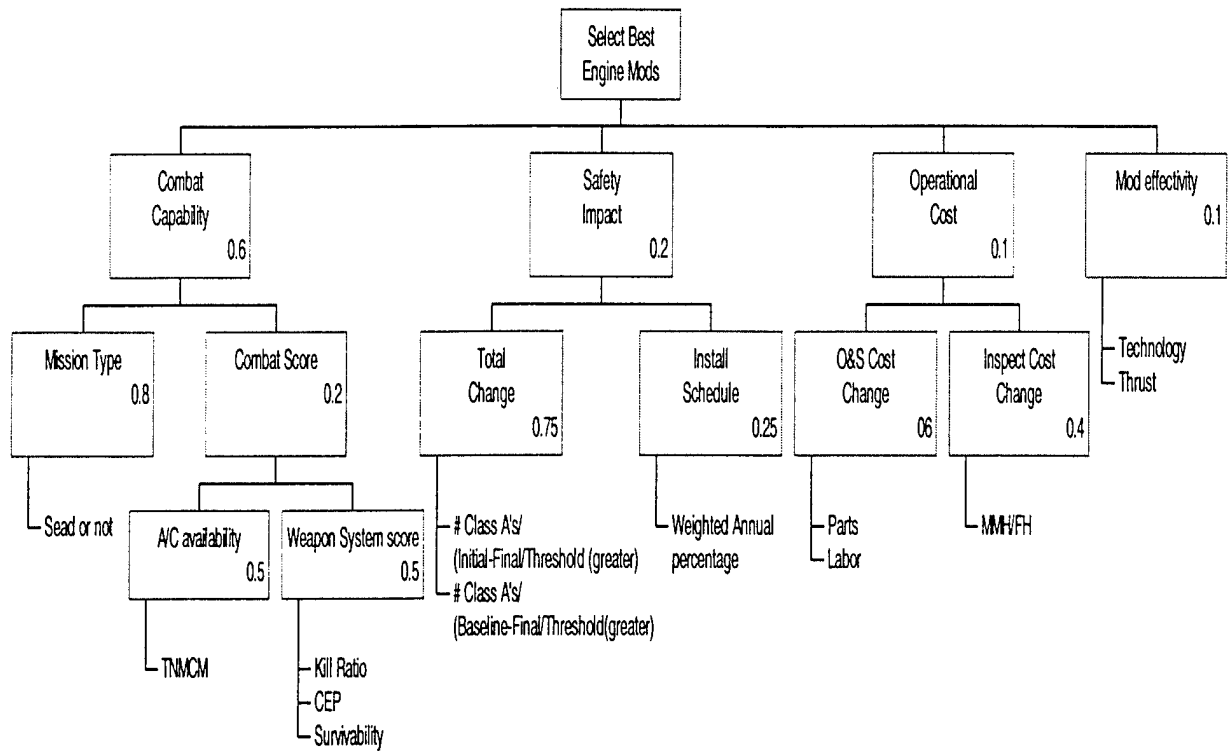 Select Best
Engine Mods
Combat
Capability
0.6
Safety
Impact
0.2
Operational
Cost
0.1
Mod effectivity
0.1
Mission Type
0.8
Combat Score
0.2
Total
Change
0.75
Install
Schedule
0.25
O&S Cost
Change
06
Inspect Cost
Change
0.4
Technology
Thrust
Sead or not
A/C availability
0.5
Weapon System score
0.5
# Class A's/
(Initial-Final/Threshold (greater)
# Class A's/
(Baseline-Final/Threshold(greater)
Weighted Annual
percentage
Parts
Labor
MMH/FH
TNMCM
Kill Ratio
CEP
Survivability